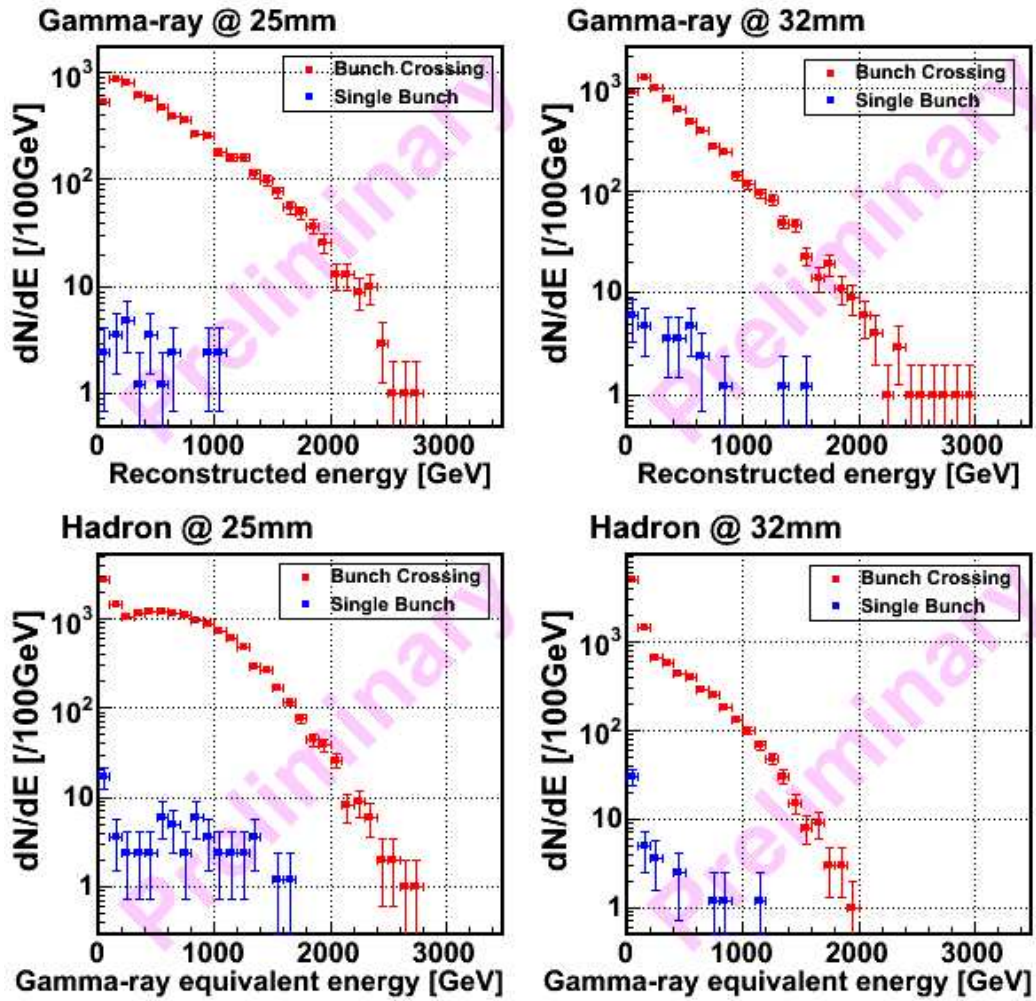 Gamma-ray @ 25mm
Bunch Crossing
Single Bunch
Preliminary
dN/dE [/100GeV]
10³
10²
10
1
0 1000 2000 3000
Reconstructed energy [GeV]
Gamma-ray @ 32mm
Bunch Crossing
Single Bunch
Preliminary
dN/dE [/100GeV]
10³
10²
10
1
0 1000 2000 3000
Reconstructed energy [GeV]
Hadron @ 25mm
Bunch Crossing
Single Bunch
Preliminary
dN/dE [/100GeV]
10³
10²
10
1
0 1000 2000 3000
Gamma-ray equivalent energy [GeV]
Hadron @ 32mm
Bunch Crossing
Single Bunch
Preliminary
dN/dE [/100GeV]
10³
10²
10
1
0 1000 2000 3000
Gamma-ray equivalent energy [GeV]